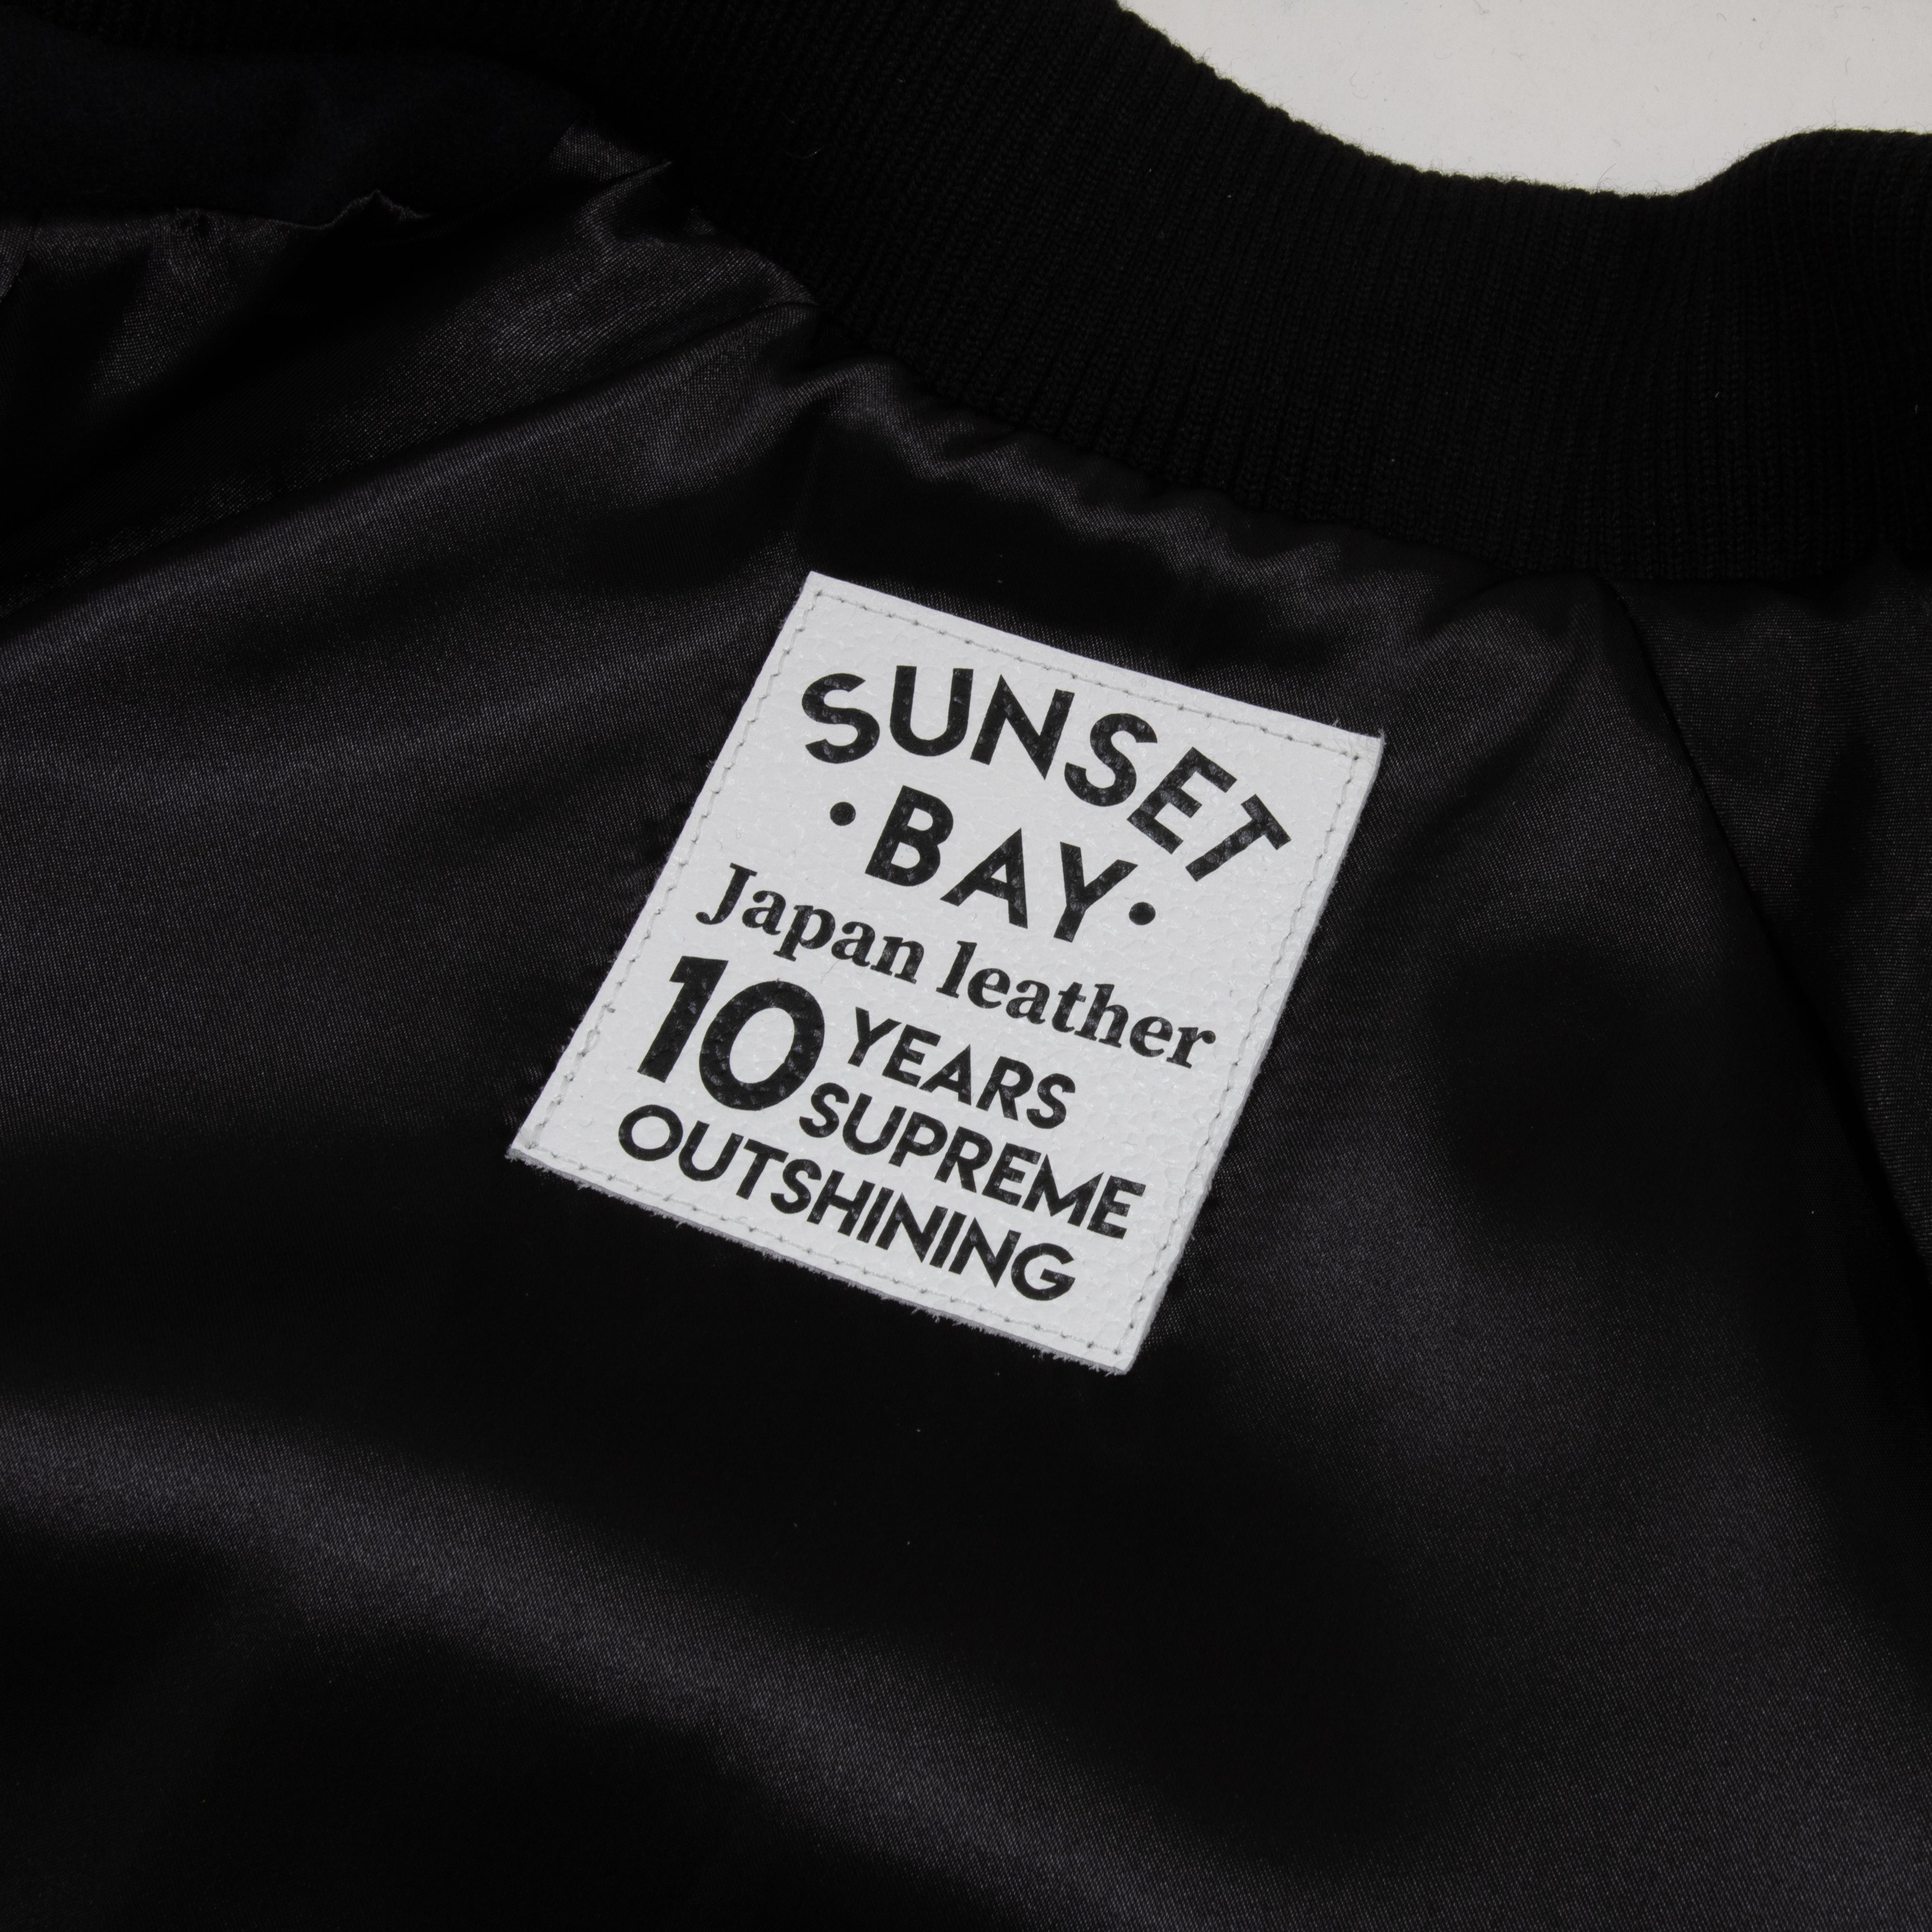 SUNSET
•BAY•
Japan leather
10 YEARS
SUPREME
OUTSHINING